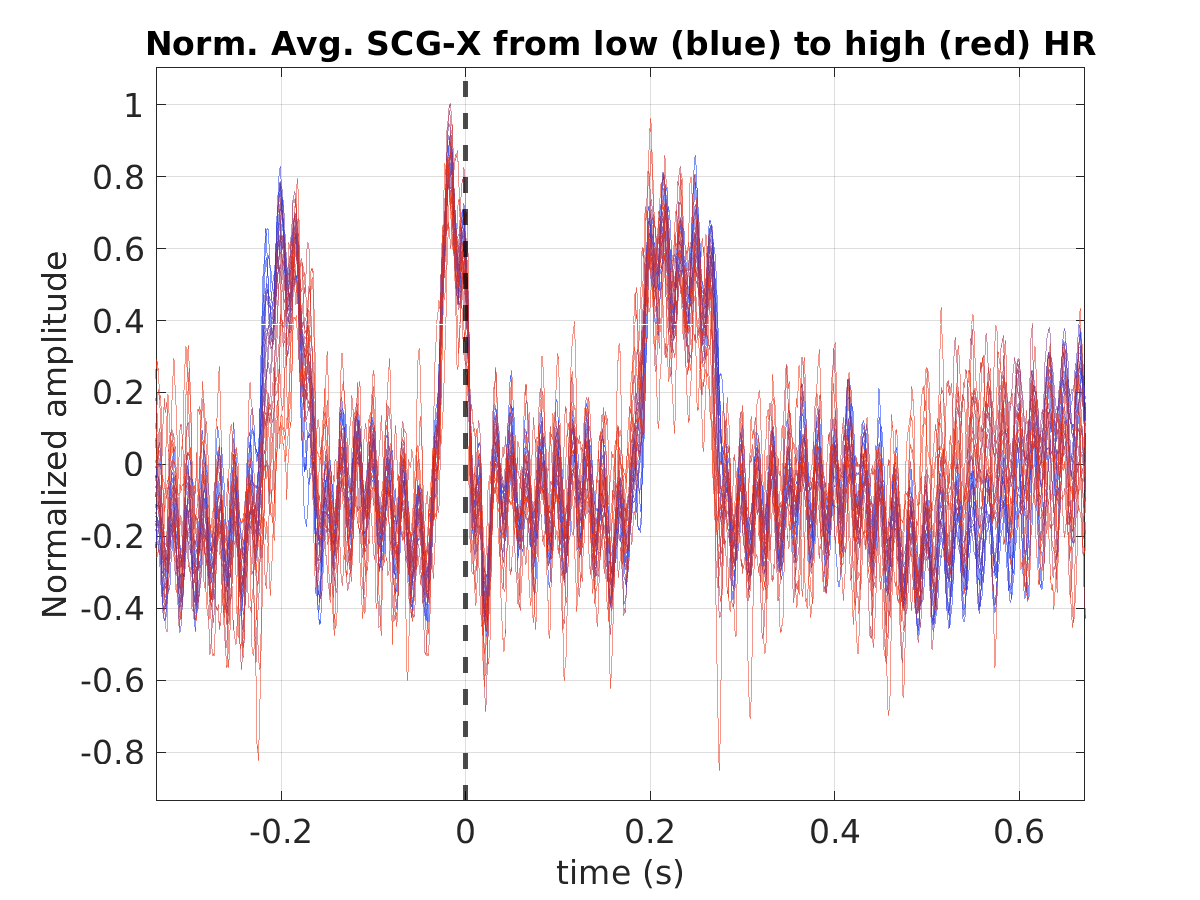 Norm. Avg. SCG-X from low (blue) to high (red) HR
1
0.8
0.6
0.4
0.2
0
-0.2
-0.4
-0.6
-0.8
Normalized amplitude
-0.2 0 0.2 0.4 0.6
time (s)